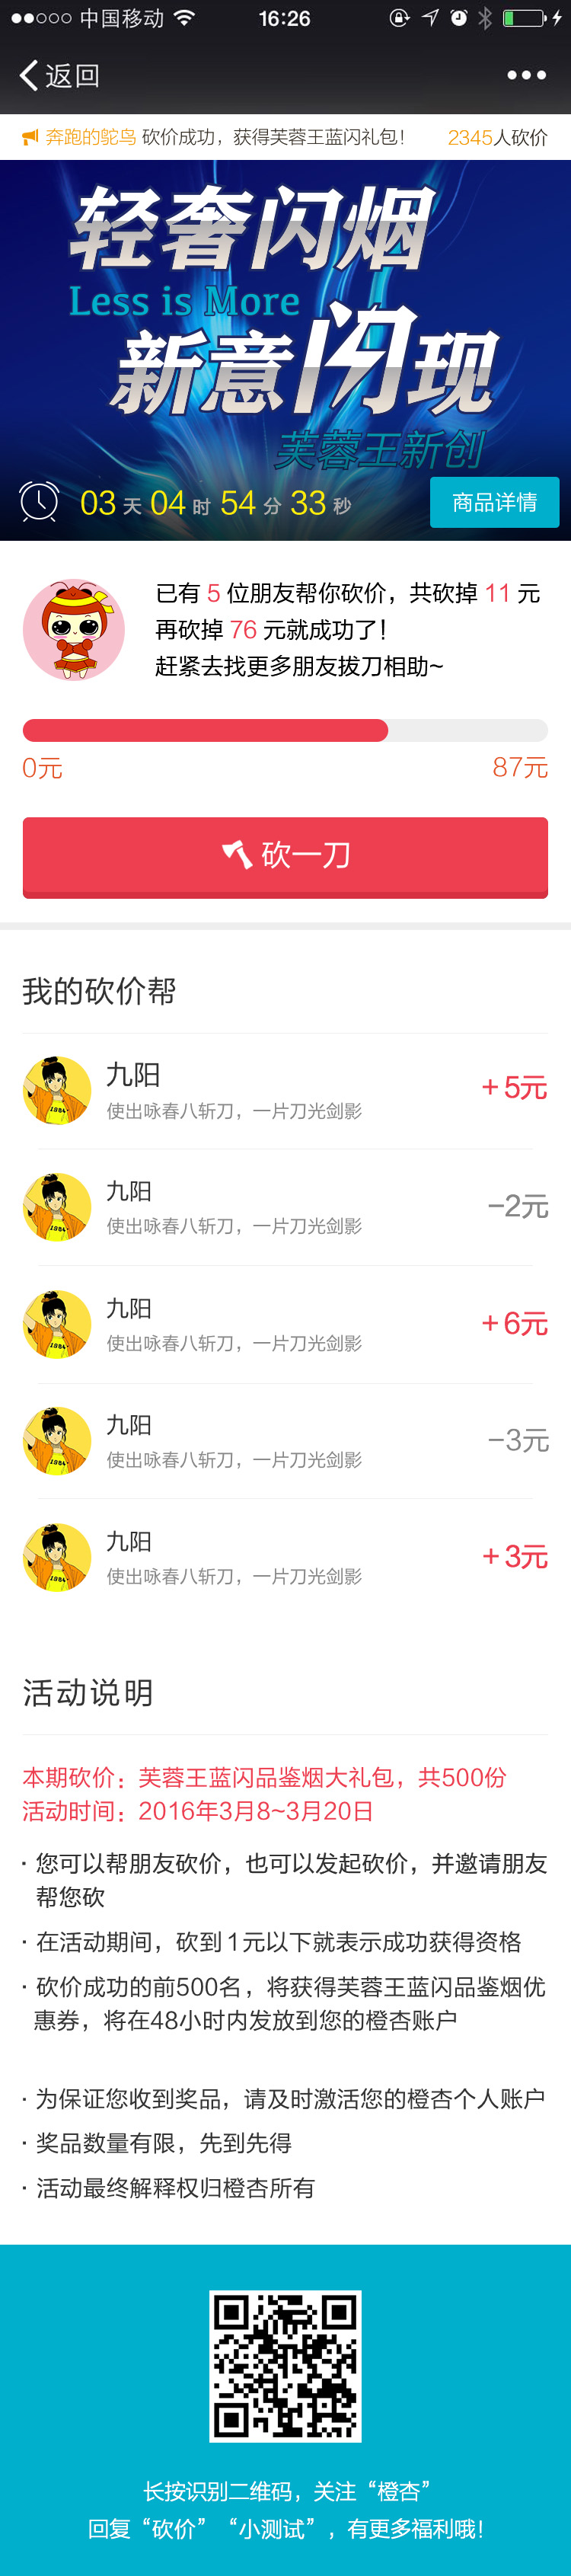 中国移动 16:26
返回
奔跑的鸵鸟 砍价成功，获得芙蓉王蓝闪礼包！ 2345人砍价
轻奢闪烟
Less is More
新意闪现
芙蓉王新创
03 天 04 时 54 分 33 秒 商品详情
已有 5 位朋友帮你砍价，共砍掉 11 元
再砍掉 76 元就成功了！
赶紧去找更多朋友拔刀相助~
0元 87元
砍一刀
我的砍价帮
九阳
使出咏春八斩刀，一片刀光剑影
+5元
九阳
使出咏春八斩刀，一片刀光剑影
-2元
九阳
使出咏春八斩刀，一片刀光剑影
+6元
九阳
使出咏春八斩刀，一片刀光剑影
-3元
九阳
使出咏春八斩刀，一片刀光剑影
+3元
活动说明
本期砍价：芙蓉王蓝闪品鉴烟大礼包，共500份
活动时间：2016年3月8~3月20日
· 您可以帮朋友砍价，也可以发起砍价，并邀请朋友
帮您砍
· 在活动期间，砍到1元以下就表示成功获得资格
· 砍价成功的前500名，将获得芙蓉王蓝闪品鉴烟优
惠券，将在48小时内发放到您的橙杏账户
· 为保证您收到奖品，请及时激活您的橙杏个人账户
· 奖品数量有限，先到先得
· 活动最终解释权归橙杏所有
长按识别二维码，关注“橙杏”
回复“砍价”“小测试”，有更多福利哦！